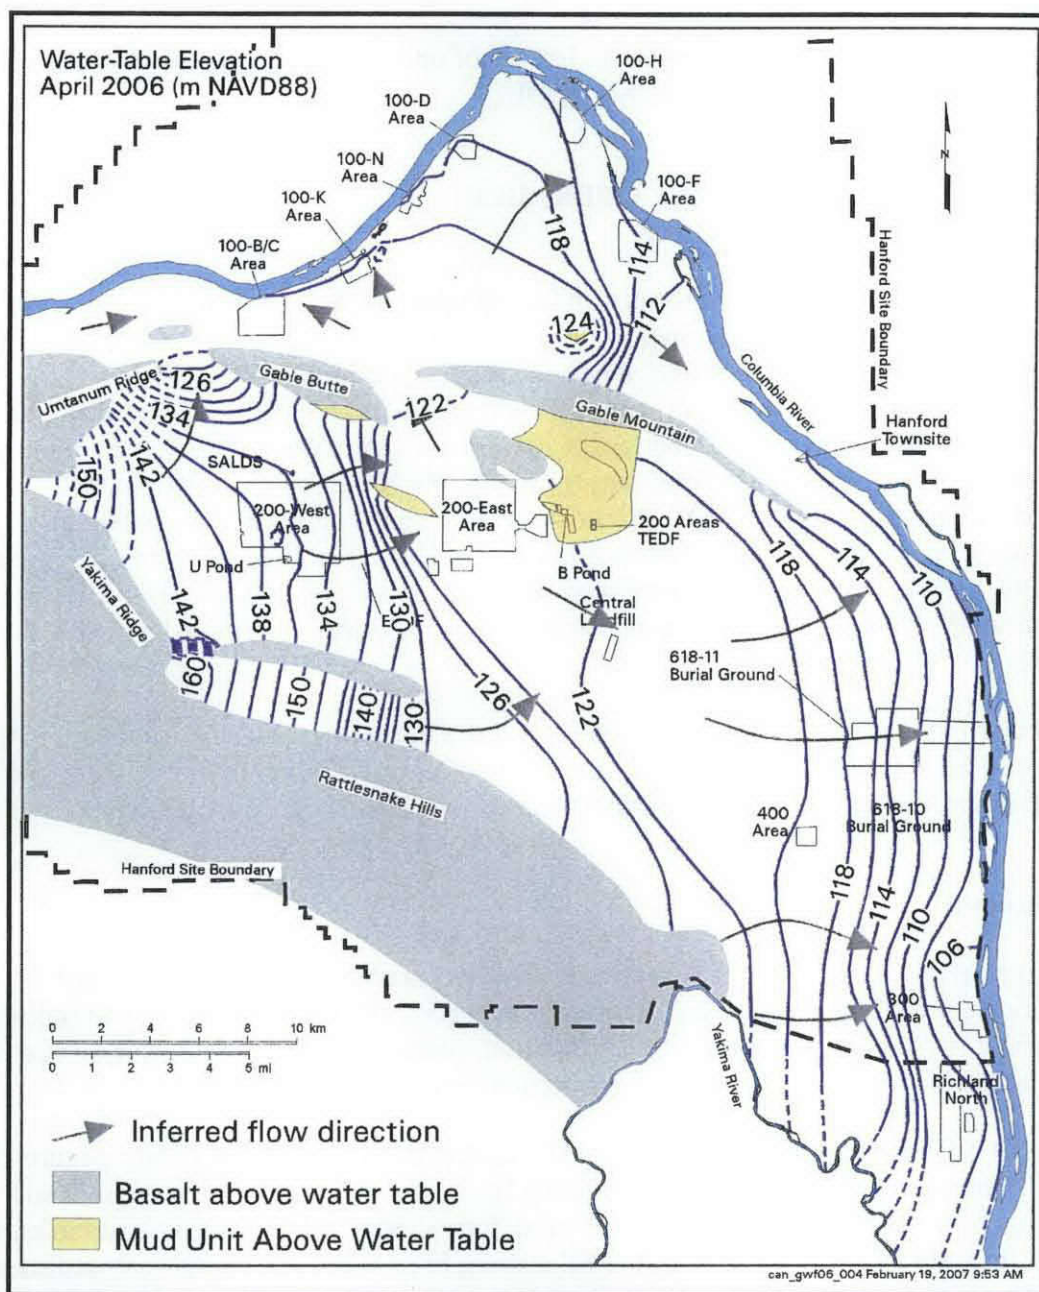 Water-Table Elevation
April 2006 (m NAVD88)
100-H
Area
100-D
Area
100-N
Area
100-K
Area
100-F
Area
100-B/C
Area
N
118
114
112
124
Hanford Site Boundary
Columbia River
Umtanum Ridge
126
134
Gable Butte
122
Gable Mountain
Hanford
Townsite
142
150
SALDS
200-West
Area
200-East
Area
200 Areas
TEDF
U Pond
B Pond
Yakima Ridge
142
138
134
130
Central
Landfill
118
114
110
618-11
Burial Ground
160
150
140
130
126
122
Rattlesnake Hills
400
Area
618-10
Burial Ground
Hanford Site Boundary
118
114
110
106
300
Area
Yakima River
Richland
North
0 2 4 6 8 10 km
0 1 2 3 4 5 mi
Inferred flow direction
Basalt above water table
Mud Unit Above Water Table
can_gwf06_004 February 19, 2007 9:53 AM